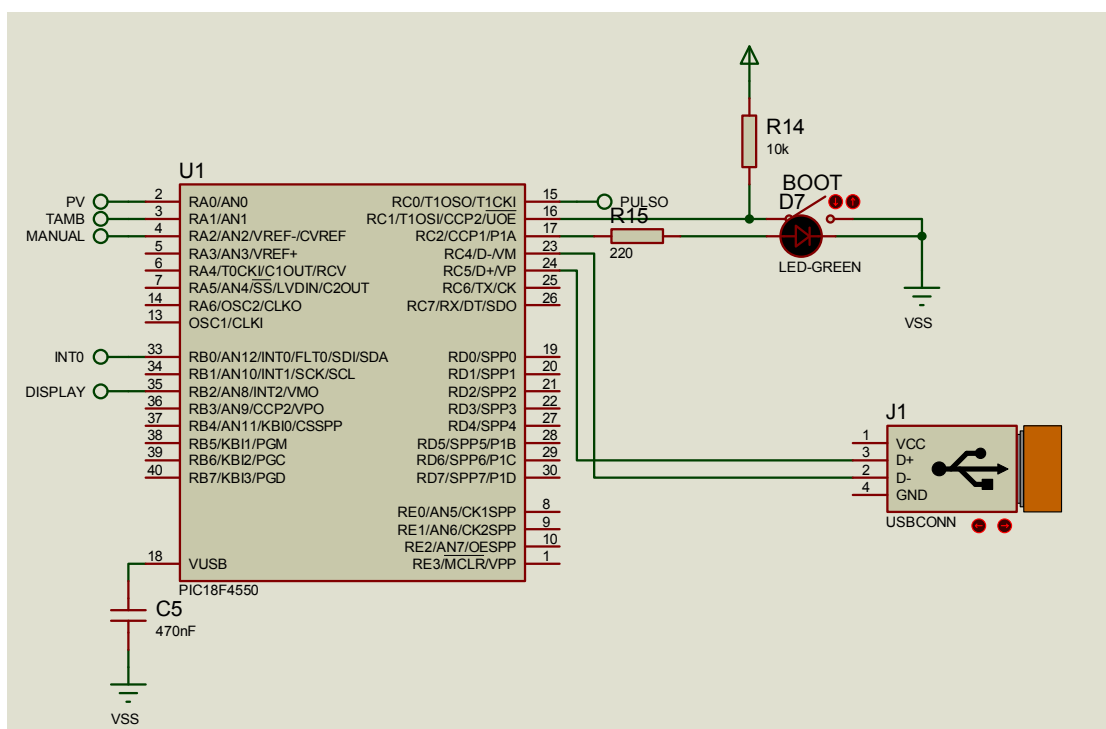 U1
PV
TAMB
MANUAL
2
3
4
5
6
7
14
13
RA0/AN0
RA1/AN1
RA2/AN2/VREF-/CVREF
RA3/AN3/VREF+
RA4/T0CKI/C1OUT/RCV
RA5/AN4/SS/LVDIN/C2OUT
RA6/OSC2/CLKO
OSC1/CLKI
INT0
DISPLAY
33
34
35
36
37
38
39
40
RB0/AN12/INT0/FLT0/SDI/SDA
RB1/AN10/INT1/SCK/SCL
RB2/AN8/INT2/VMO
RB3/AN9/CCP2/VPO
RB4/AN11/KBI0/CSSPP
RB5/KBI1/PGM
RB6/KBI2/PGC
RB7/KBI3/PGD
18
VUSB
PIC18F4550
C5
470nF
VSS
RC0/T1OSO/T1CKI
RC1/T1OSI/CCP2/UOE
RC2/CCP1/P1A
RC4/D-/VM
RC5/D+/VP
RC6/TX/CK
RC7/RX/DT/SDO
15
16
17
23
24
25
26
RD0/SPP0
RD1/SPP1
RD2/SPP2
RD3/SPP3
RD4/SPP4
RD5/SPP5/P1B
RD6/SPP6/P1C
RD7/SPP7/P1D
19
20
21
22
27
28
29
30
RE0/AN5/CK1SPP
RE1/AN6/CK2SPP
RE2/AN7/OESPP
RE3/MCLR/VPP
8
9
10
1
PULSO
R15
220
R14
10k
BOOT
D7
LED-GREEN
VSS
J1
1
3
2
4
VCC
D+
D-
GND
USBCONN